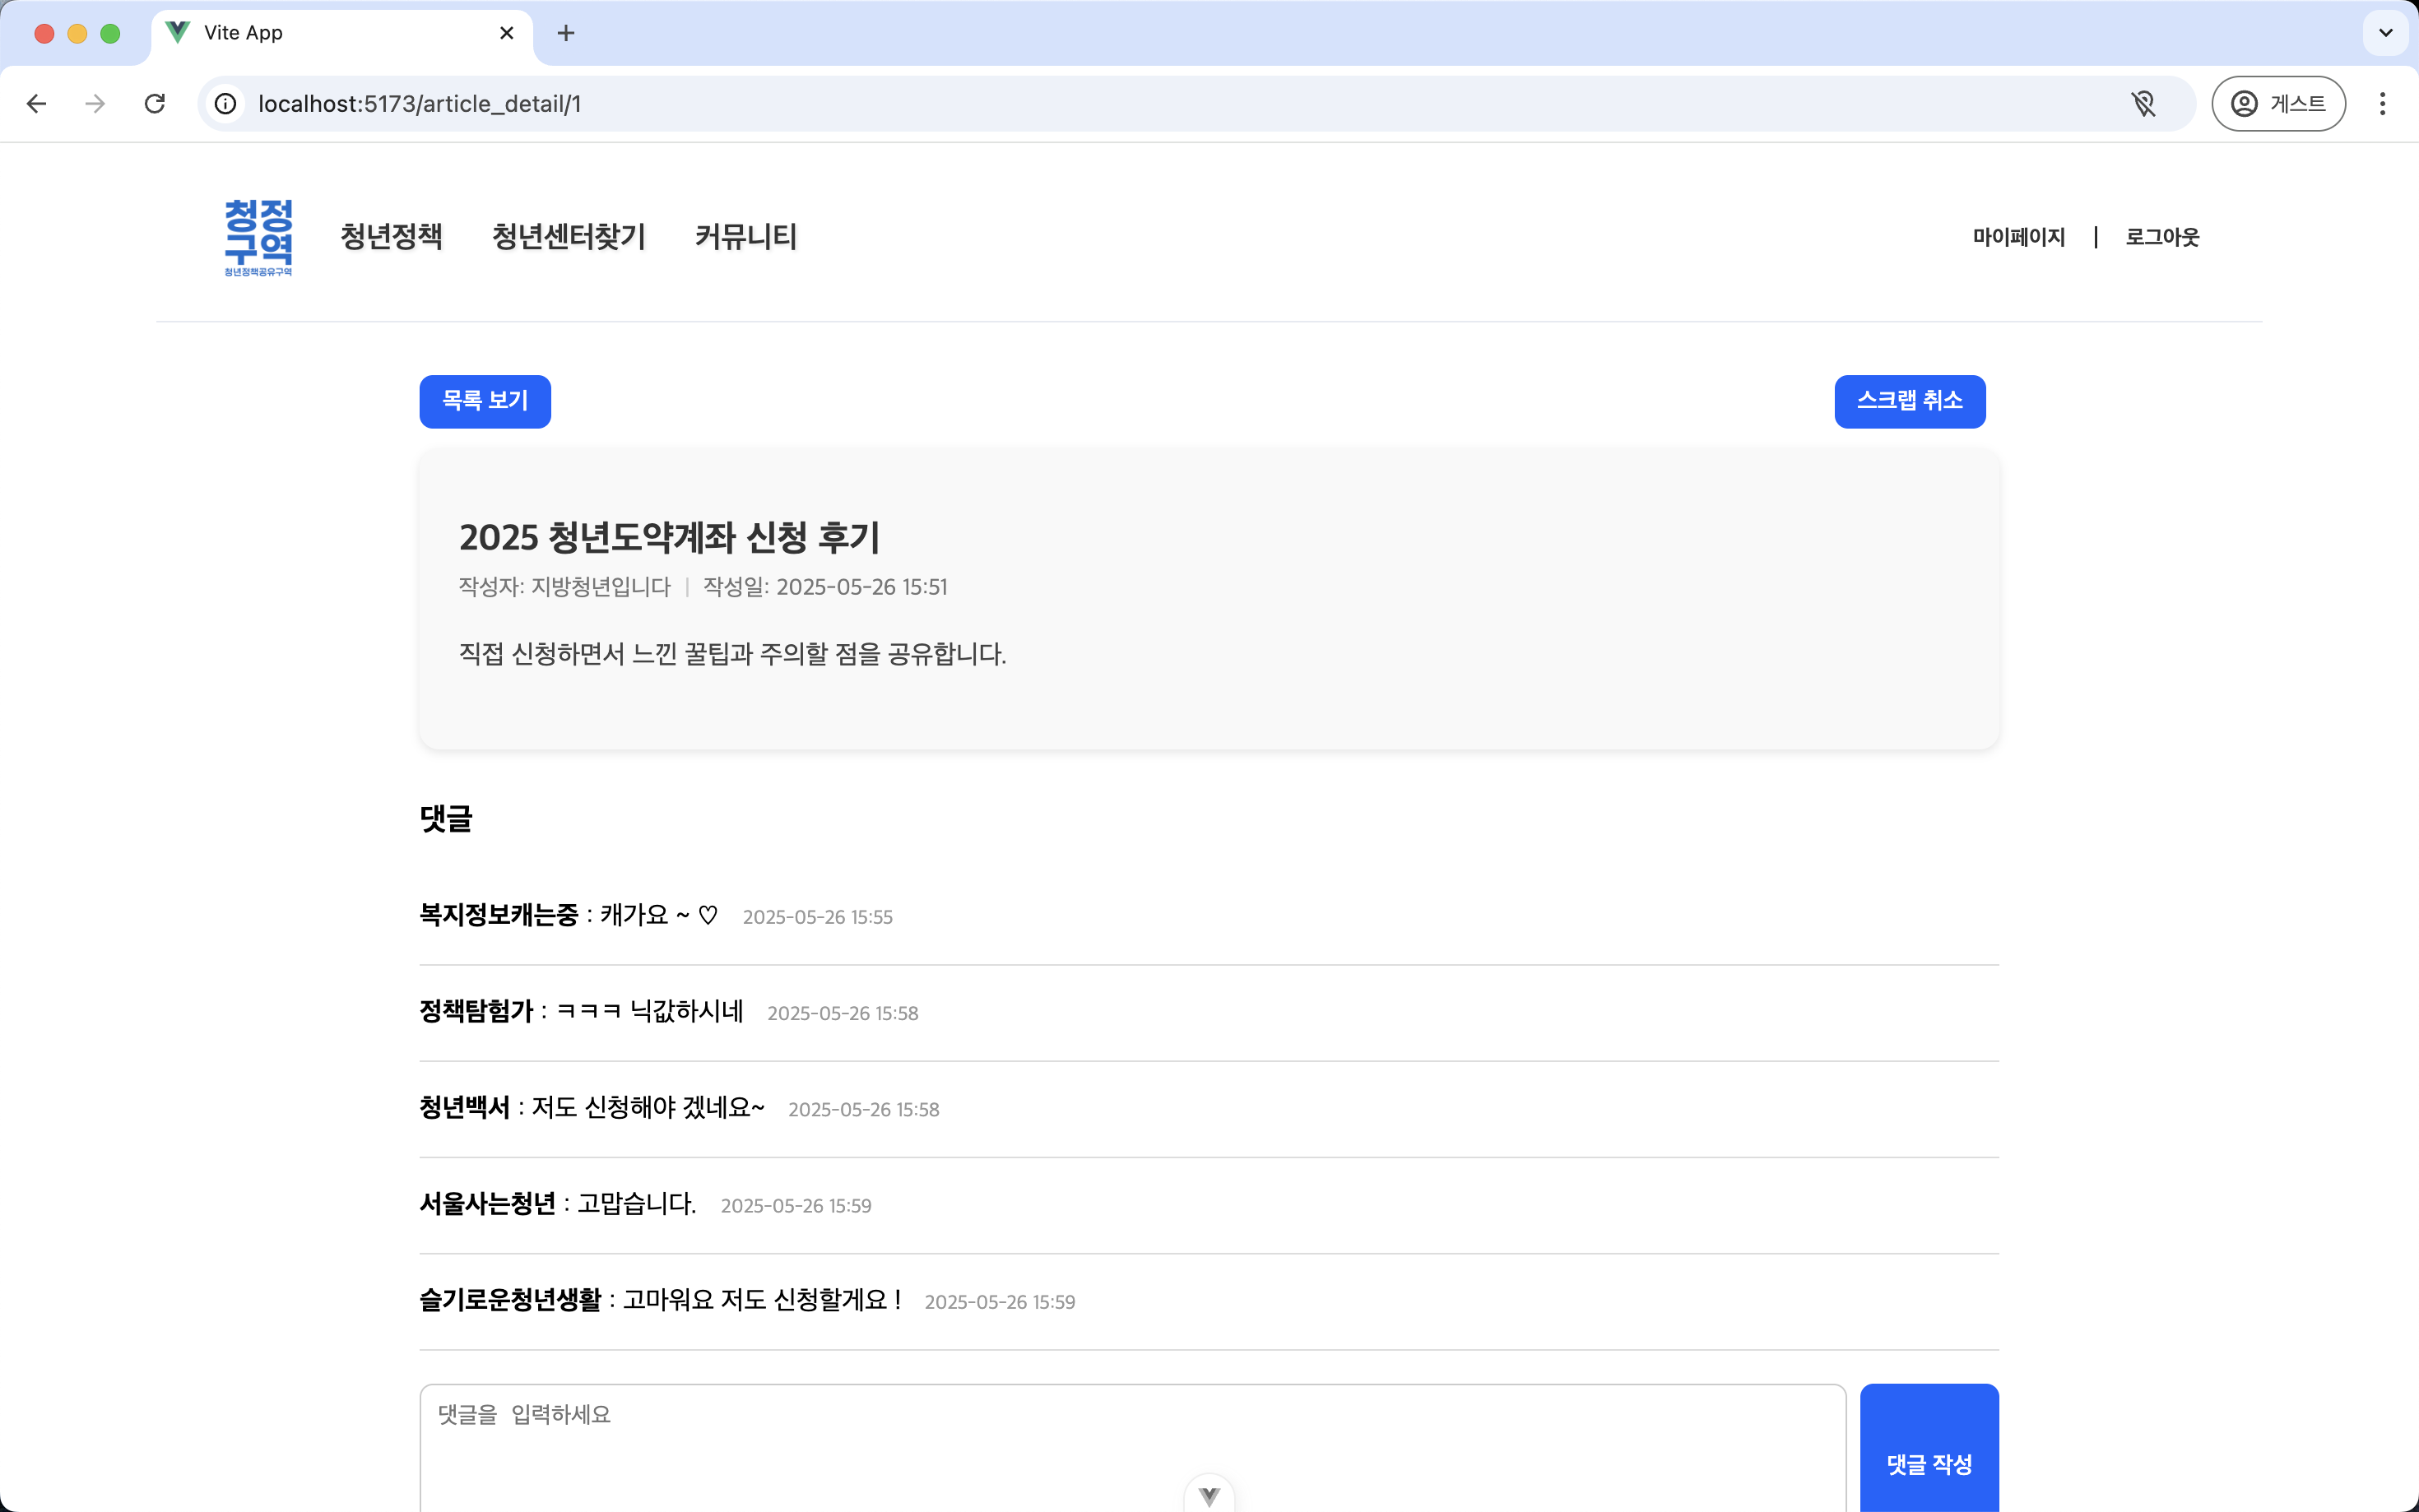 Vite App
localhost:5173/article_detail/1
게스트
청정
구역
청년정책공유구역
청년정책 청년센터찾기 커뮤니티
마이페이지 | 로그아웃
목록 보기
스크랩 취소
2025 청년도약계좌 신청 후기
작성자: 지방청년입니다 | 작성일: 2025-05-26 15:51
직접 신청하면서 느낀 꿀팁과 주의할 점을 공유합니다.
댓글
복지정보캐는중 : 캐가요 ~ ♡ 2025-05-26 15:55
정책탐험가 : ㅋㅋㅋ 닉값하시네 2025-05-26 15:58
청년백서 : 저도 신청해야 겠네요~ 2025-05-26 15:58
서울사는청년 : 고맙습니다. 2025-05-26 15:59
슬기로운청년생활 : 고마워요 저도 신청할게요 ! 2025-05-26 15:59
댓글을 입력하세요
댓글 작성